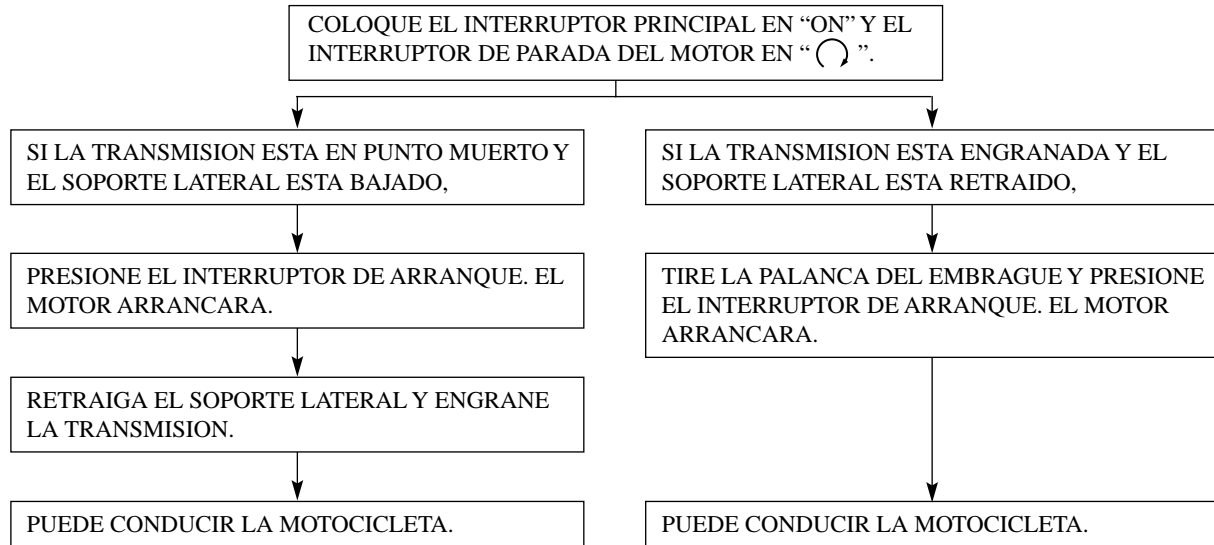 COLOQUE EL INTERRUPTOR PRINCIPAL EN “ON” Y EL
INTERRUPTOR DE PARADA DEL MOTOR EN “ ”.
SI LA TRANSMISION ESTA EN PUNTO MUERTO Y
EL SOPORTE LATERAL ESTA BAJADO,
PRESIONE EL INTERRUPTOR DE ARRANQUE. EL
MOTOR ARRANCARA.
RETRAIGA EL SOPORTE LATERAL Y ENGRANE
LA TRANSMISION.
PUEDE CONDUCIR LA MOTOCICLETA.
SI LA TRANSMISION ESTA ENGRANADA Y EL
SOPORTE LATERAL ESTA RETRAIDO,
TIRE LA PALANCA DEL EMBRAGUE Y PRESIONE
EL INTERRUPTOR DE ARRANQUE. EL MOTOR
ARRANCARA.
PUEDE CONDUCIR LA MOTOCICLETA.